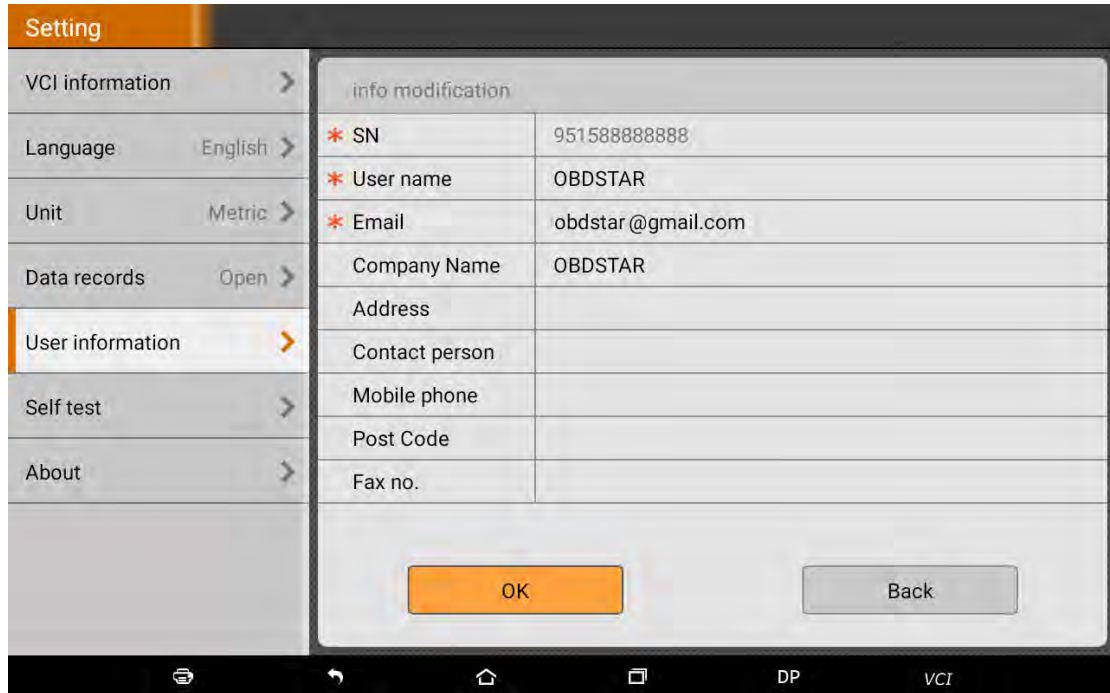 Setting
VCI information
Language English
Unit Metric
Data records Open
User information
Self test
About
info modification
* SN 951588888888
* User name OBDSTAR
* Email obdstar@gmail.com
Company Name OBDSTAR
Address
Contact person
Mobile phone
Post Code
Fax no.
OK Back
DP VCI